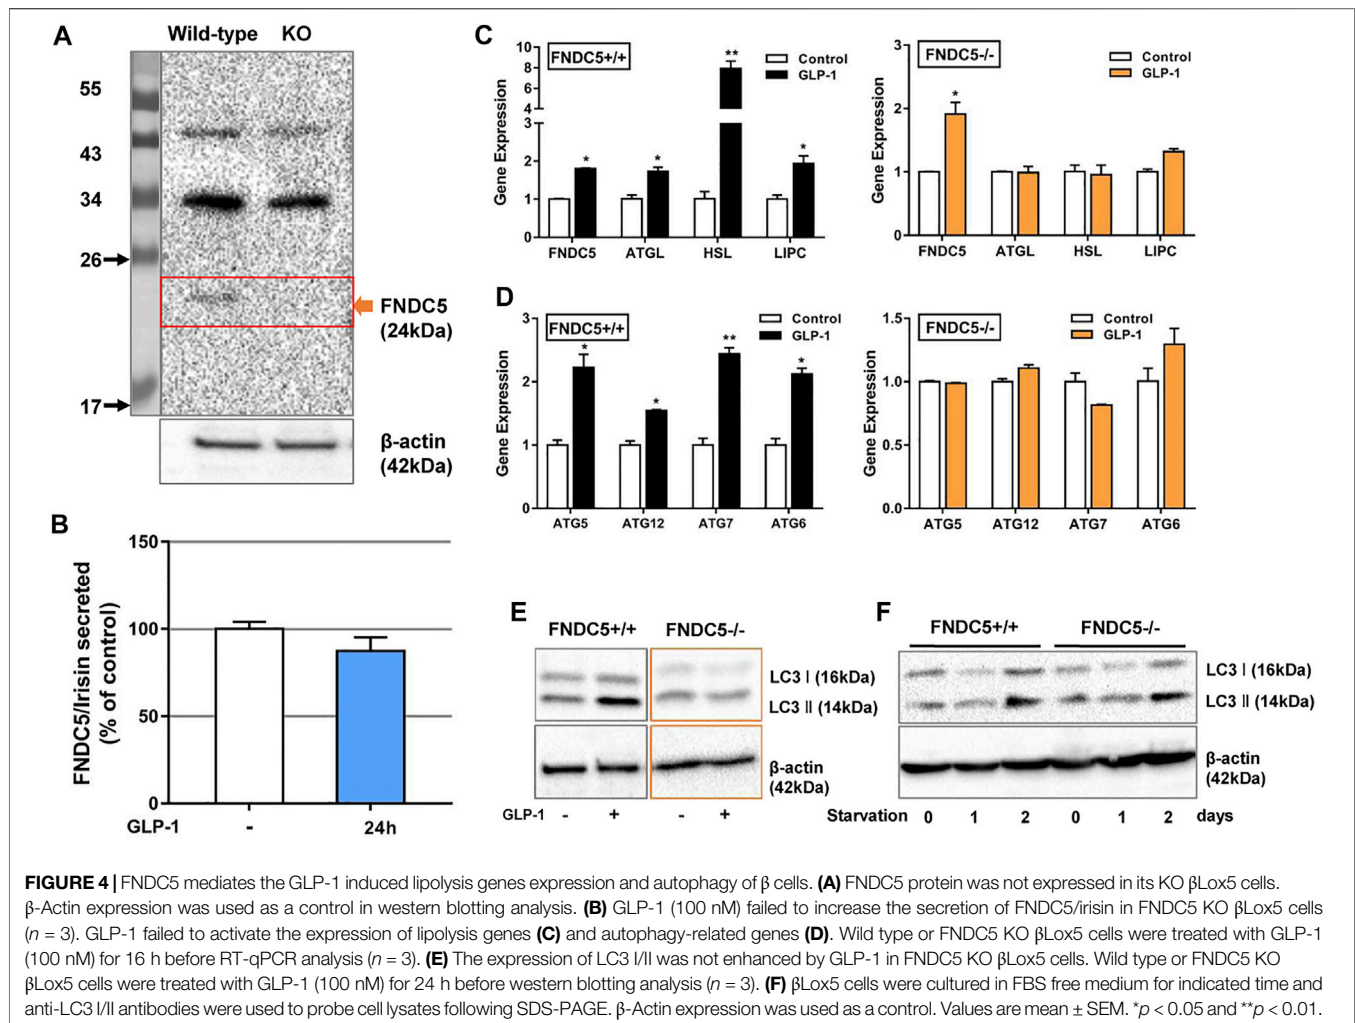 A
Wild-type KO
55
43
34
26
17
FNDC5
(24kDa)
β-actin
(42kDa)
B
FNDC5/Irisin secreted
(% of control)
150
100
50
0
GLP-1 - 24h
C
FNDC5+/+
Control
GLP-1
Gene Expression
10
8
6
4
3
2
1
0
* * ** *
FNDC5 ATGL HSL LIPC
FNDC5-/-
Control
GLP-1
Gene Expression
3
2
1
0
*
FNDC5 ATGL HSL LIPC
D
FNDC5+/+
Control
GLP-1
Gene Expression
3
2
1
0
* * ** *
ATG5 ATG12 ATG7 ATG6
FNDC5-/-
Control
GLP-1
Gene Expression
1.5
1.0
0.5
0.0
ATG5 ATG12 ATG7 ATG6
E
FNDC5+/+ FNDC5-/-
LC3 I (16kDa)
LC3 II (14kDa)
β-actin
(42kDa)
GLP-1 - + - +
F
FNDC5+/+ FNDC5-/-
LC3 I (16kDa)
LC3 II (14kDa)
β-actin
(42kDa)
Starvation 0 1 2 0 1 2 days
FIGURE 4 | FNDC5 mediates the GLP-1 induced lipolysis genes expression and autophagy of β cells. (A) FNDC5 protein was not expressed in its KO βLox5 cells.
β-Actin expression was used as a control in western blotting analysis. (B) GLP-1 (100 nM) failed to increase the secretion of FNDC5/irisin in FNDC5 KO βLox5 cells
(n = 3). GLP-1 failed to activate the expression of lipolysis genes (C) and autophagy-related genes (D). Wild type or FNDC5 KO βLox5 cells were treated with GLP-1
(100 nM) for 16 h before RT-qPCR analysis (n = 3). (E) The expression of LC3 I/II was not enhanced by GLP-1 in FNDC5 KO βLox5 cells. Wild type or FNDC5 KO
βLox5 cells were treated with GLP-1 (100 nM) for 24 h before western blotting analysis (n = 3). (F) βLox5 cells were cultured in FBS free medium for indicated time and
anti-LC3 I/II antibodies were used to probe cell lysates following SDS-PAGE. β-Actin expression was used as a control. Values are mean ± SEM. *p < 0.05 and **p < 0.01.